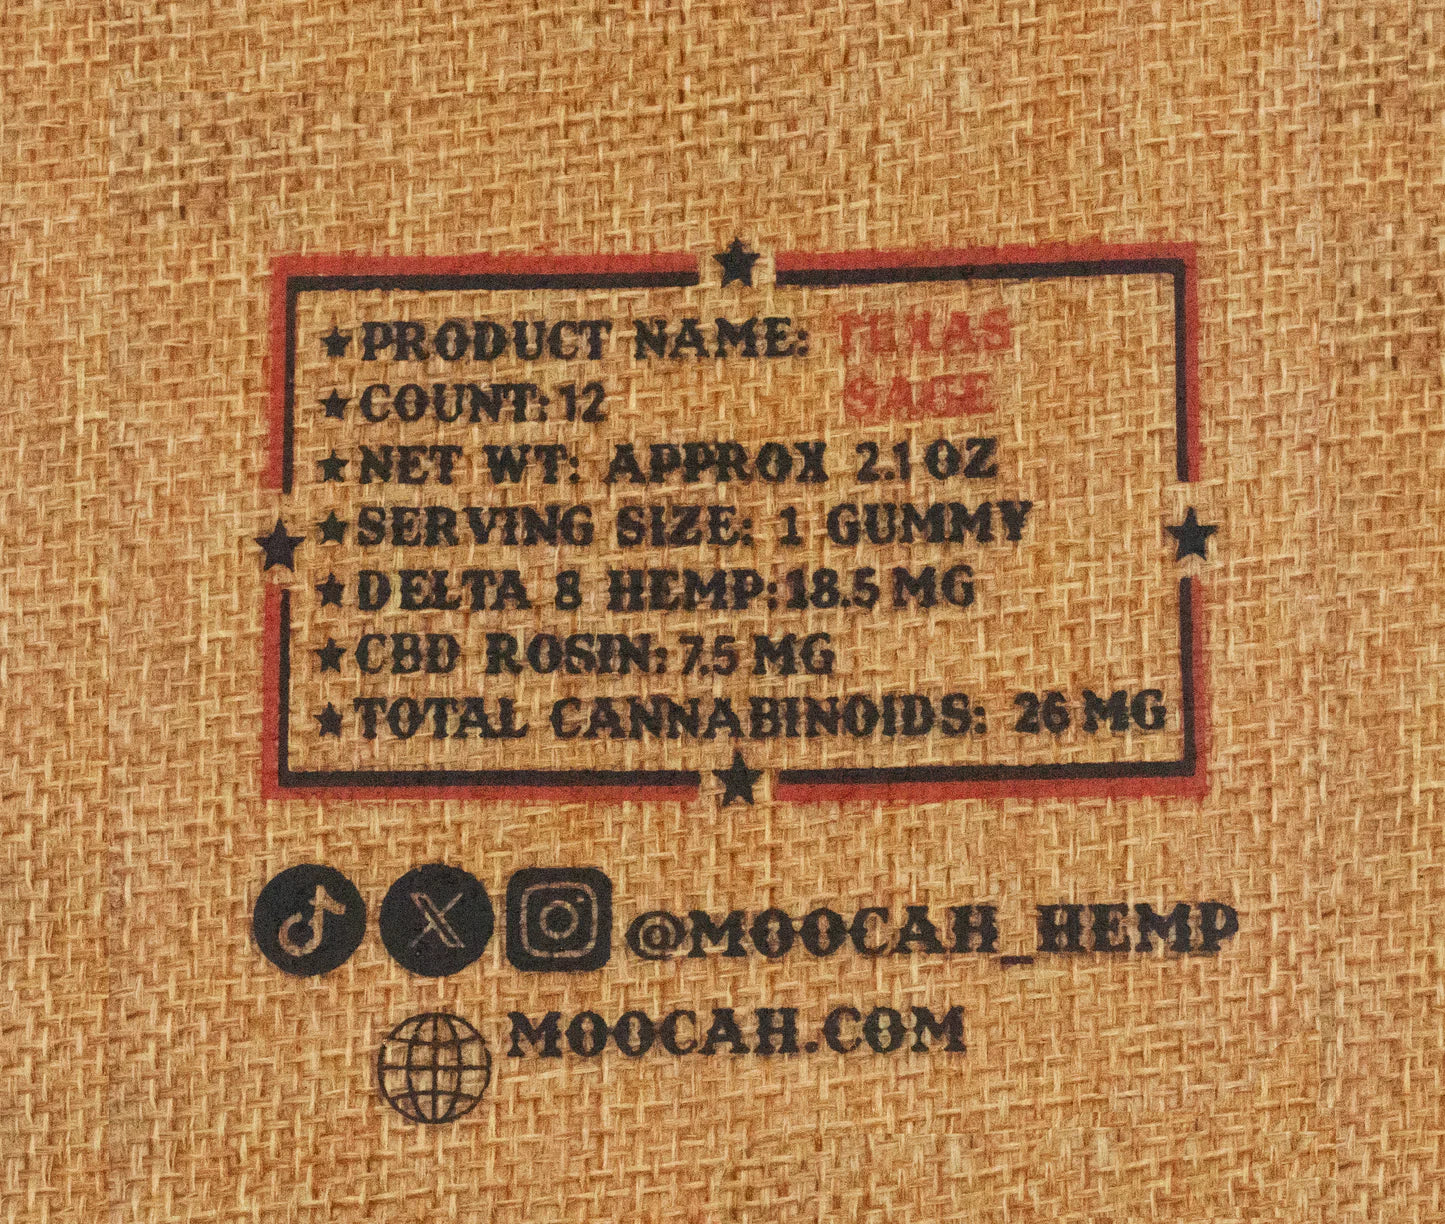 ★PRODUCT NAME: TEXAS SAGE
★COUNT: 12
★NET WT: APPROX 2.1 OZ
★SERVING SIZE: 1 GUMMY
★DELTA 8 HEMP: 18.5 MG
★CBD ROSIN: 7.5 MG
★TOTAL CANNABINOIDS: 26 MG
@MOOCAH_HEMP
MOOCAH.COM